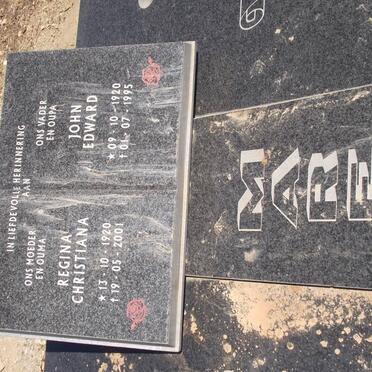 IN LIEFDEVOLLE HERINNERING
AAN
ONS MOEDER
EN OUMA
REGINA
CHRISTIANA
★ 13 · 10 · 1920
† 19 · 05 · 2001
ONS VADER
EN OUPA
JOHN
EDWARD
★ 09 · 10 · 1920
† 04 · 07 · 1995